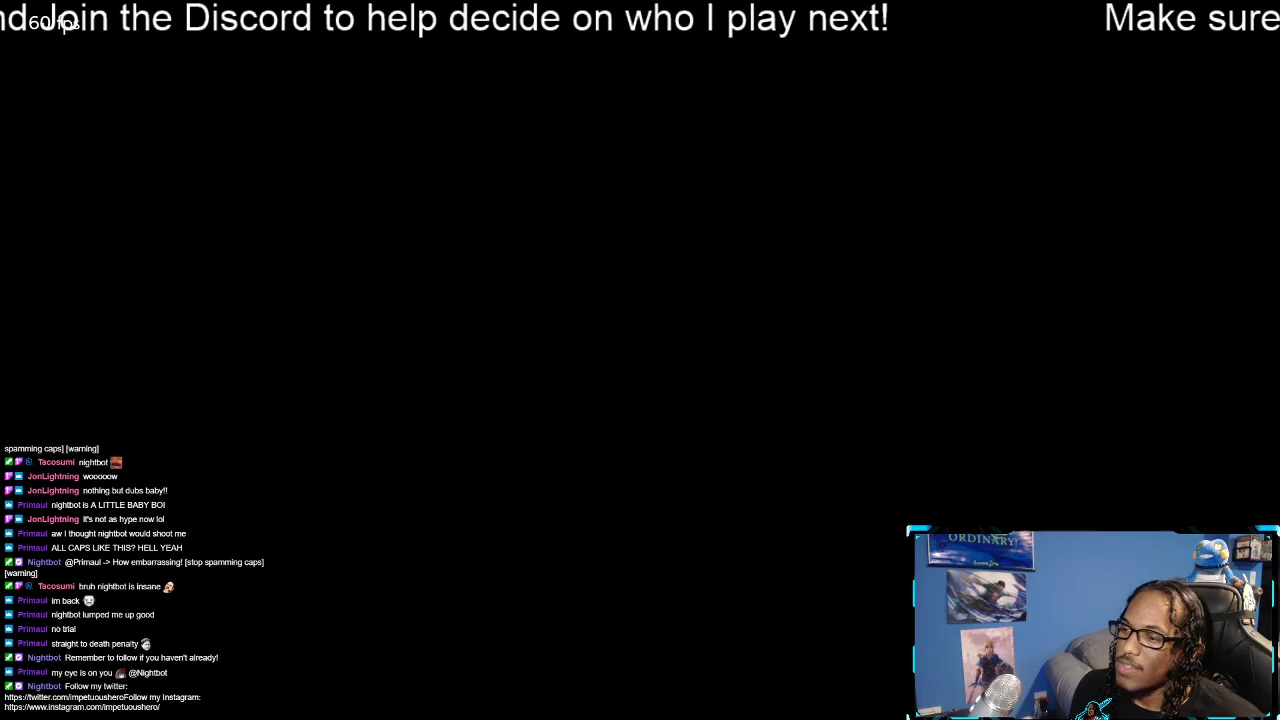 nd Join the Discord to help decide on who I play next! Make sure
60 fps
spamming caps] [warning]
Tacosumi nightbot
JonLightning wooooow
JonLightning nothing but dubs baby!!
Primaul nightbot is A LITTLE BABY BOI
JonLightning It's not as hype now lol
Primaul aw I thought nightbot would shoot me
Primaul ALL CAPS LIKE THIS? HELL YEAH
Nightbot @Primaul -> How embarrassing! [stop spamming caps]
[warning]
Tacosumi bruh nightbot is insane
Primaul im back
Primaul nightbot lumped me up good
Primaul no trial
Primaul straight to death penalty
Nightbot Remember to follow if you haven't already!
Primaul my eye is on you @Nightbot
Nightbot Follow my twitter:
https://twitter.com/impetuousheroFollow my Instagram:
https://www.instagram.com/impetuoushero/
ORDINARY!